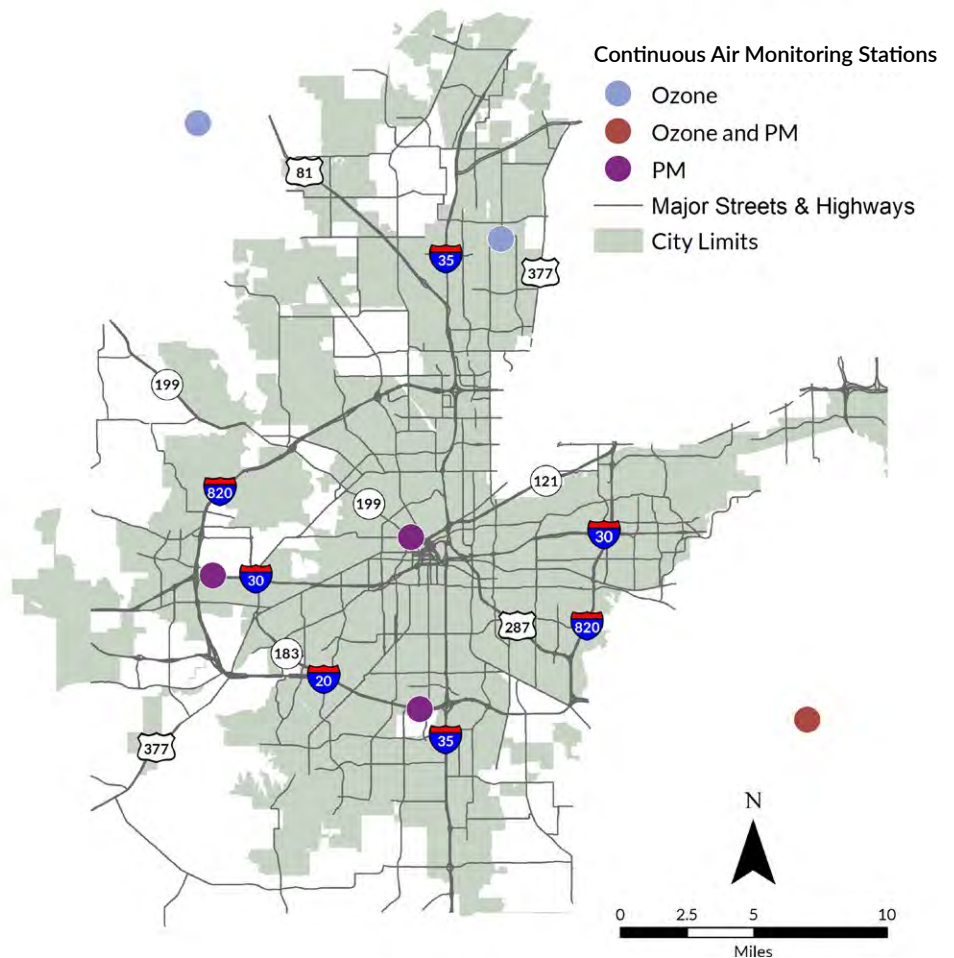 Continuous Air Monitoring Stations
Ozone
Ozone and PM
PM
Major Streets & Highways
City Limits
81
35
377
199
820
199
121
30
30
287
820
183
20
35
377
N
0 2.5 5 10
Miles